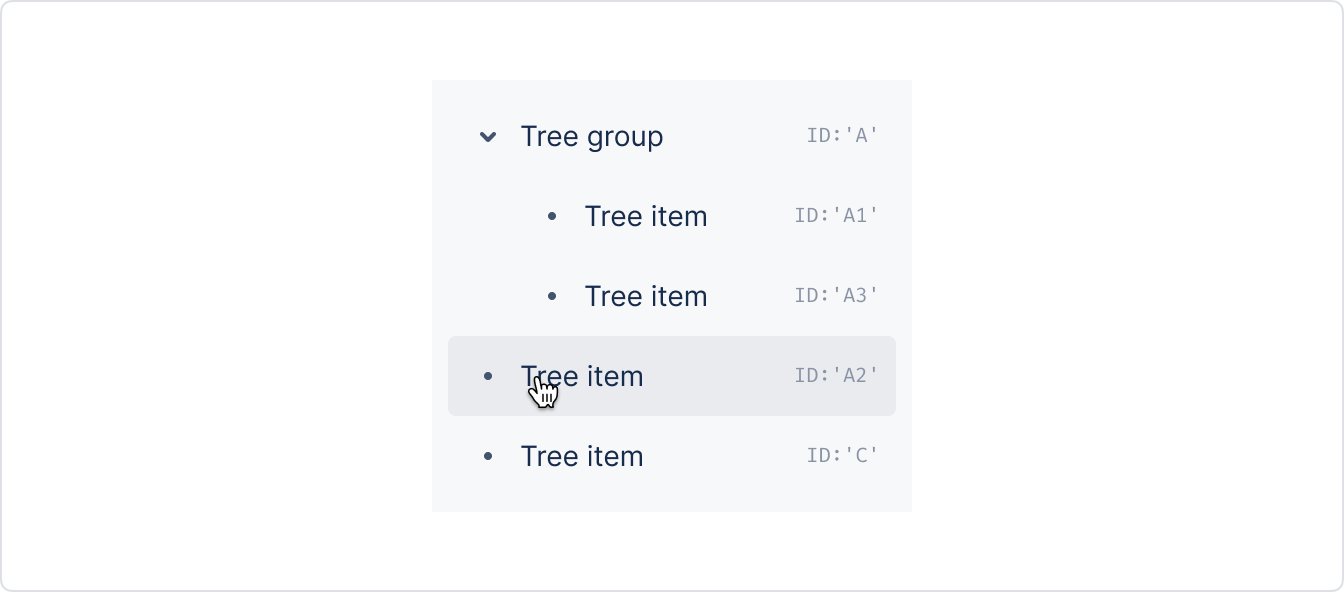 Tree group ID:'A'
Tree item ID:'A1'
Tree item ID:'A3'
Tree item ID:'A2'
Tree item ID:'C'